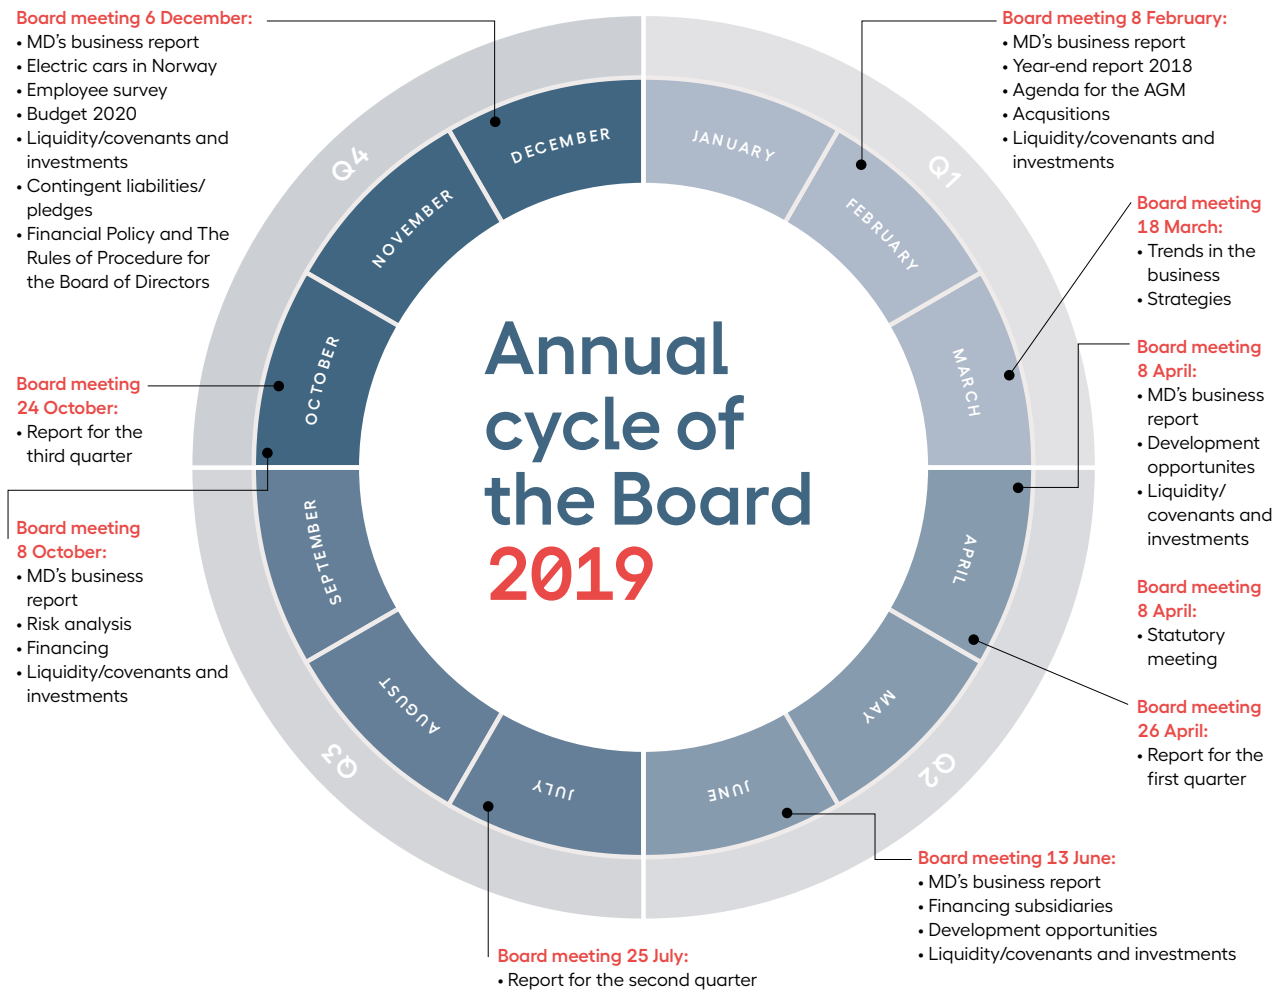 Board meeting 6 December:
• MD's business report
• Electric cars in Norway
• Employee survey
• Budget 2020
• Liquidity/covenants and
investments
• Contingent liabilities/
pledges
• Financial Policy and The
Rules of Procedure for
the Board of Directors
Board meeting
24 October:
• Report for the
third quarter
Board meeting
8 October:
• MD's business
report
• Risk analysis
• Financing
• Liquidity/covenants and
investments
Q4
Q1
Q2
Q3
JANUARY
FEBRUARY
MARCH
APRIL
MAY
JUNE
JULY
AUGUST
SEPTEMBER
OCTOBER
NOVEMBER
DECEMBER
Annual
cycle of
the Board
2019
Board meeting 8 February:
• MD's business report
• Year-end report 2018
• Agenda for the AGM
• Acqusitions
• Liquidity/covenants and
investments
Board meeting
18 March:
• Trends in the
business
• Strategies
Board meeting
8 April:
• MD's business
report
• Development
opportunites
• Liquidity/
covenants and
investments
Board meeting
8 April:
• Statutory
meeting
Board meeting
26 April:
• Report for the
first quarter
Board meeting 13 June:
• MD's business report
• Financing subsidiaries
• Development opportunities
• Liquidity/covenants and investments
Board meeting 25 July:
• Report for the second quarter